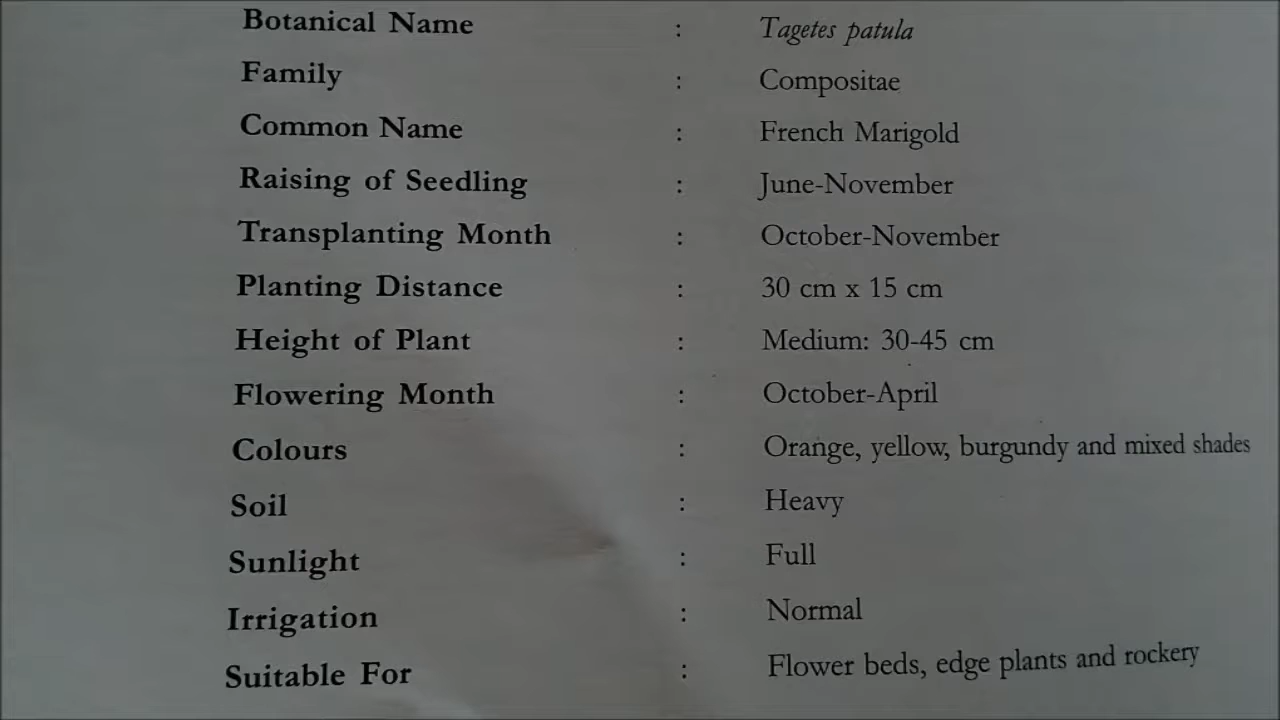 Botanical Name : Tagetes patula
Family : Compositae
Common Name : French Marigold
Raising of Seedling : June-November
Transplanting Month : October-November
Planting Distance : 30 cm x 15 cm
Height of Plant : Medium: 30-45 cm
Flowering Month : October-April
Colours : Orange, yellow, burgundy and mixed shades
Soil : Heavy
Sunlight : Full
Irrigation : Normal
Suitable For : Flower beds, edge plants and rockery